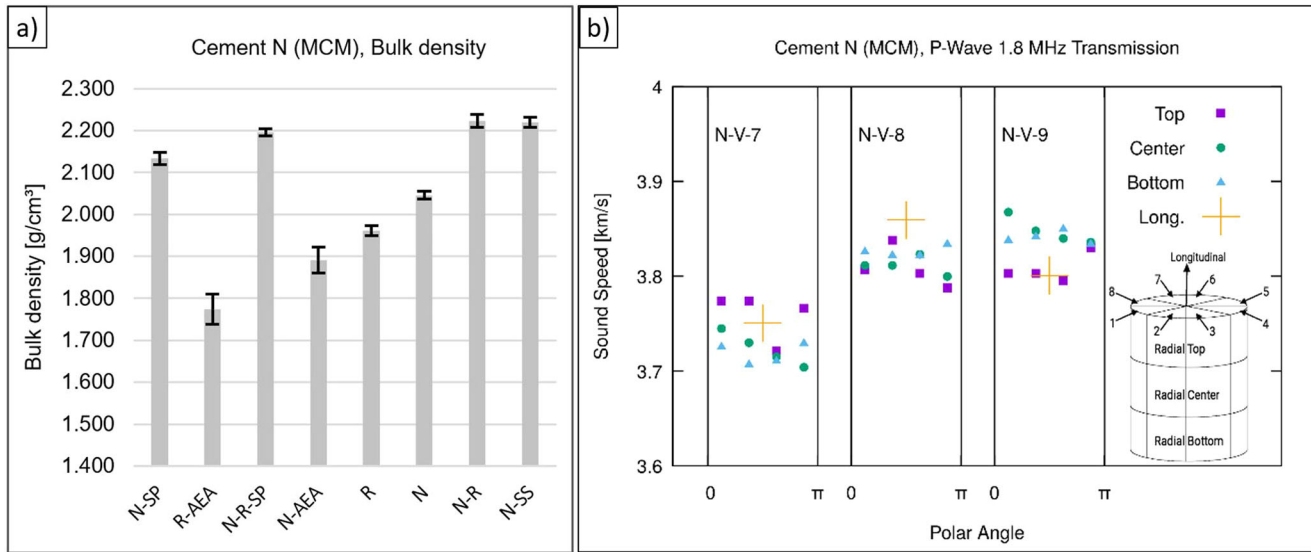 a)
Cement N (MCM), Bulk density
Bulk density [g/cm³]
2.300
2.200
2.100
2.000
1.900
1.800
1.700
1.600
1.500
1.400
N-SP
R-AEA
N-R-SP
N-AEA
R
N
N-R
N-SS
b)
Cement N (MCM), P-Wave 1.8 MHz Transmission
Sound Speed [km/s]
4
3.9
3.8
3.7
3.6
N-V-7
N-V-8
N-V-9
Top
Center
Bottom
Long.
Longitudinal
7 6
8 5
1 2 3 4
Radial Top
Radial Center
Radial Bottom
0 π 0 π 0 π
Polar Angle